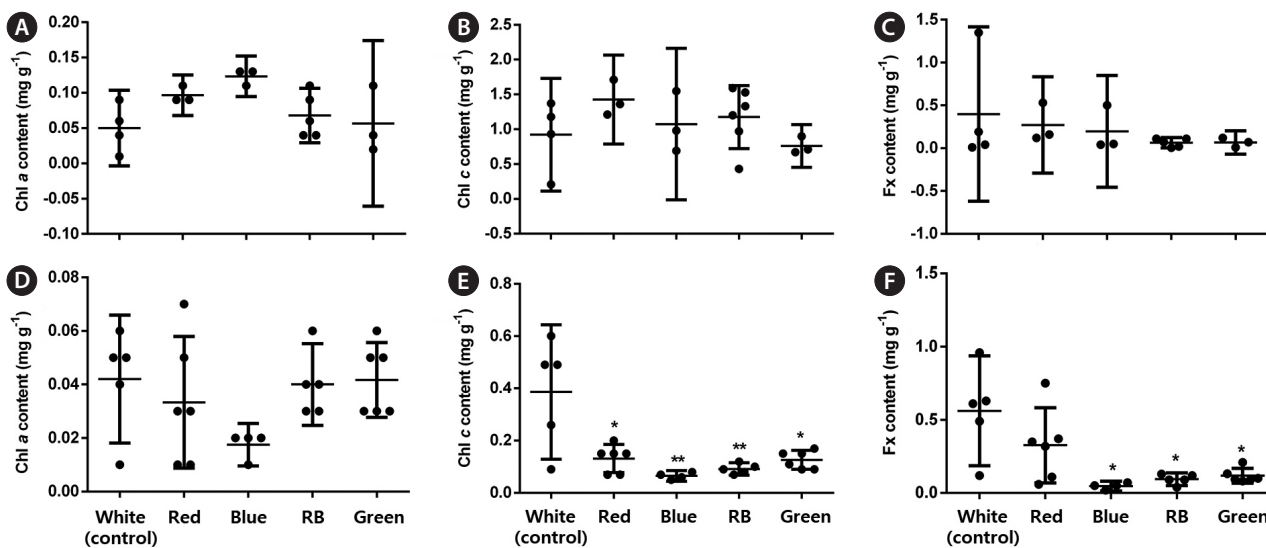 A
Chl a content (mg g-1)
0.20
0.15
0.10
0.05
0.00
-0.05
-0.10
B
Chl c content (mg g-1)
2.5
2.0
1.5
1.0
0.5
0.0
-0.5
C
Fx content (mg g-1)
1.5
1.0
0.5
0.0
-0.5
-1.0
D
Chl a content (mg g-1)
0.08
0.06
0.04
0.02
0.00
White
(control)
Red
Blue
RB
Green
E
Chl c content (mg g-1)
0.8
0.6
0.4
0.2
0.0
*
**
**
*
White
(control)
Red
Blue
RB
Green
F
Fx content (mg g-1)
1.5
1.0
0.5
0.0
*
*
*
White
(control)
Red
Blue
RB
Green